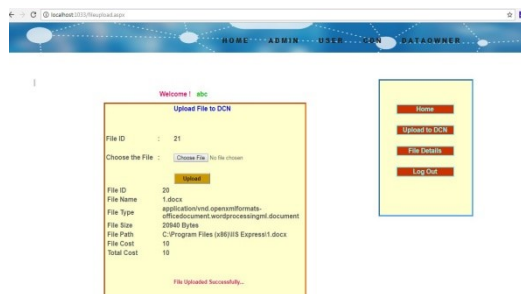 localhost:1033/fileupload.aspx
HOME ADMIN USER CDN DATAOWNER
Welcome ! abc
Upload File to DCN
File ID : 21
Choose the File : Choose File No file chosen
Upload
File ID 20
File Name 1.docx
File Type application/vnd.openxmlformats-
officedocument.wordprocessingml.document
File Size 20940 Bytes
File Path C:\Program Files (x86)\IIS Express\1.docx
File Cost 10
Total Cost 10
File Uploaded Successfully...
Home
Upload to DCN
File Details
Log Out